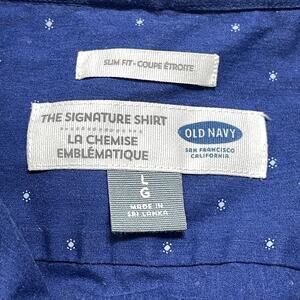 SLIM FIT - COUPE ÉTROITE
THE SIGNATURE SHIRT
LA CHEMISE
EMBLÉMATIQUE
OLD NAVY
SAN FRANCISCO
CALIFORNIA
L
G
MADE IN
SRI LANKA